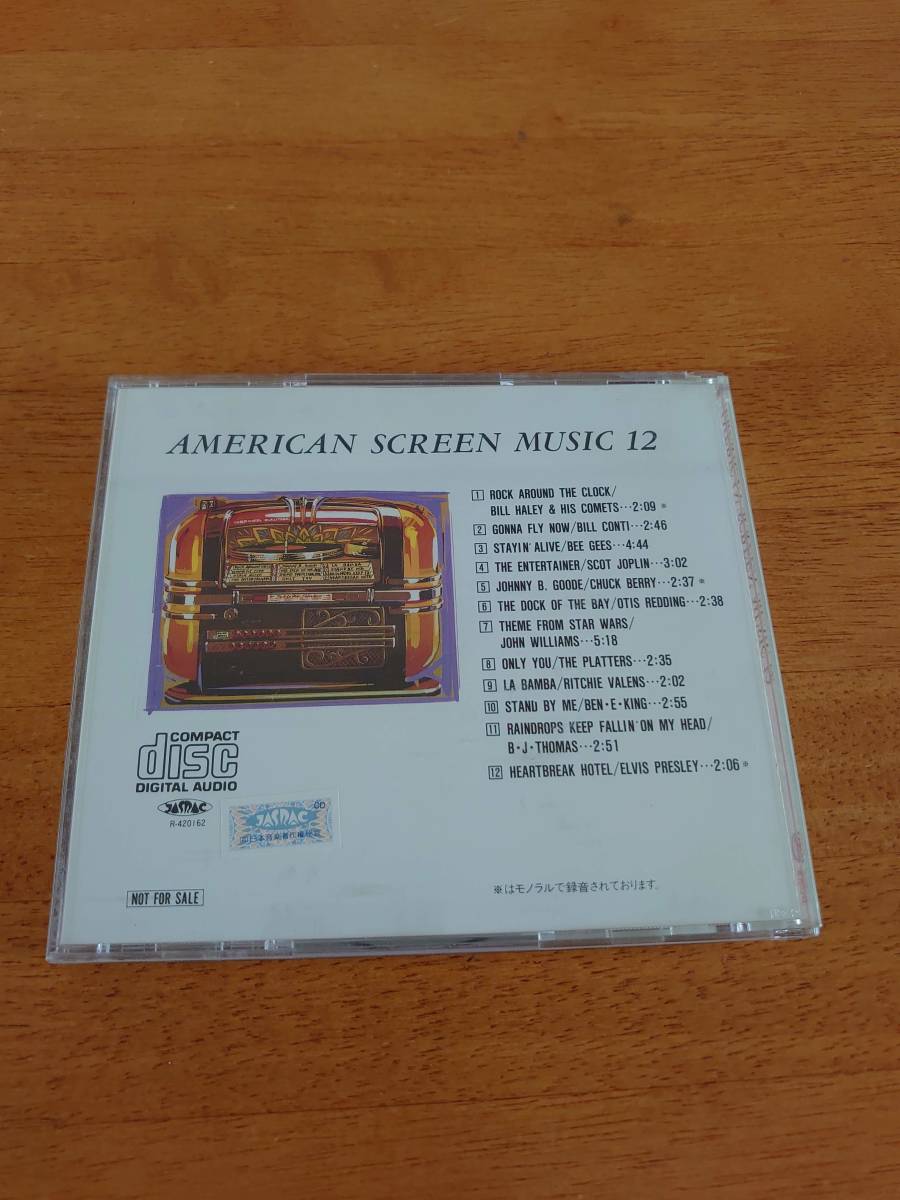 AMERICAN SCREEN MUSIC 12
1 ROCK AROUND THE CLOCK/
BILL HALEY & HIS COMETS…2:09※
2 GONNA FLY NOW/BILL CONTI…2:46
3 STAYIN' ALIVE/BEE GEES…4:44
4 THE ENTERTAINER/SCOT JOPLIN…3:02
5 JOHNNY B. GOODE/CHUCK BERRY…2:37※
6 THE DOCK OF THE BAY/OTIS REDDING…2:38
7 THEME FROM STAR WARS/
JOHN WILLIAMS…5:18
8 ONLY YOU/THE PLATTERS…2:35
9 LA BAMBA/RITCHIE VALENS…2:02
10 STAND BY ME/BEN・E・KING…2:55
11 RAINDROPS KEEP FALLIN' ON MY HEAD/
B・J・THOMAS…2:51
12 HEARTBREAK HOTEL/ELVIS PRESLEY…2:06※
COMPACT
disc
DIGITAL AUDIO
JASRAC
R-420162
CD
JASRAC
NOT FOR SALE
※はモノラルで録音されております。